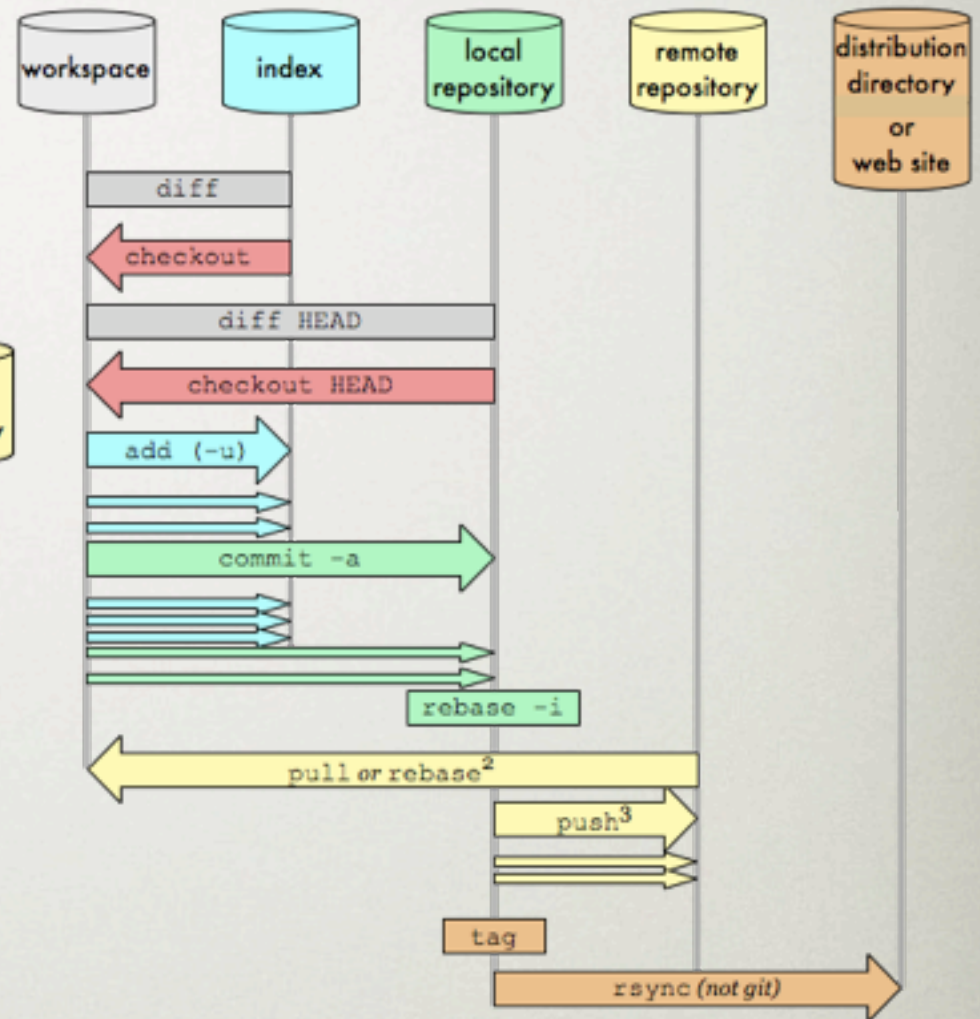 workspace
index
local
repository
remote
repository
distribution
directory
or
web site
diff
checkout
diff HEAD
checkout HEAD
add (-u)
commit -a
rebase -i
pull or rebase²
push³
tag
rsync (not git)